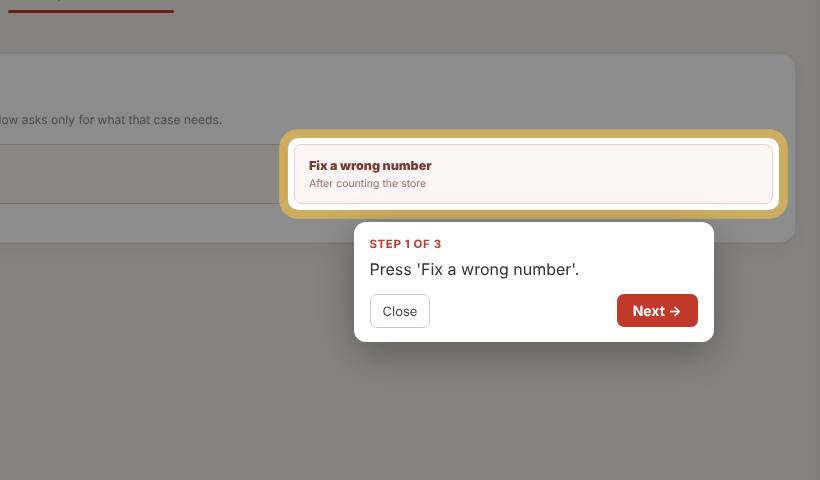 ow asks only for what that case needs.
Fix a wrong number
After counting the store
STEP 1 OF 3
Press 'Fix a wrong number'.
Close
Next →